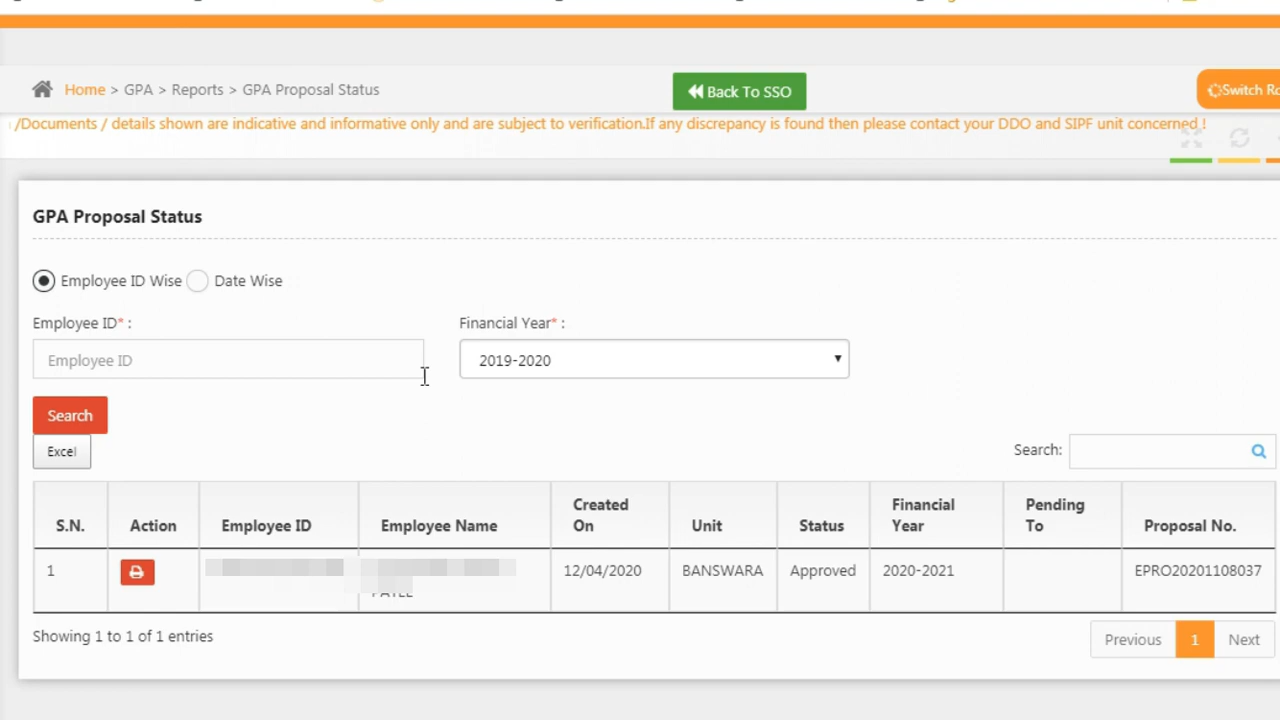 Home > GPA > Reports > GPA Proposal Status
Back To SSO
Switch Ro
/Documents / details shown are indicative and informative only and are subject to verification.If any discrepancy is found then please contact your DDO and SIPF unit concerned !
GPA Proposal Status
Employee ID Wise Date Wise
Employee ID* : Financial Year* :
Employee ID 2019-2020
Search
Excel Search:
S.N. Action Employee ID Employee Name Created On Unit Status Financial Year Pending To Proposal No.
1 12/04/2020 BANSWARA Approved 2020-2021 EPRO20201108037
Showing 1 to 1 of 1 entries
Previous 1 Next